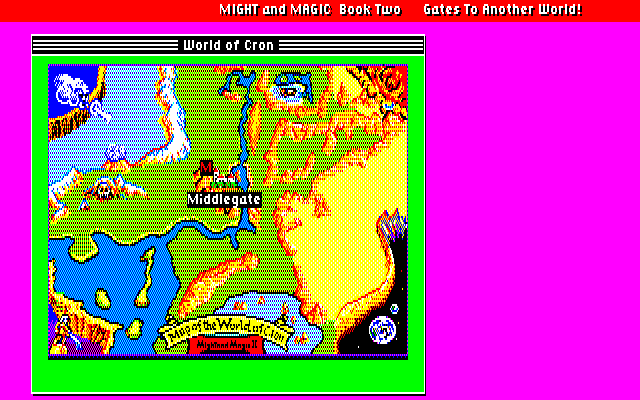 MIGHT and MAGIC Book Two Gates To Another World!
World of Cron
Middlegate
Map of the World of Cron
Might and Magic II